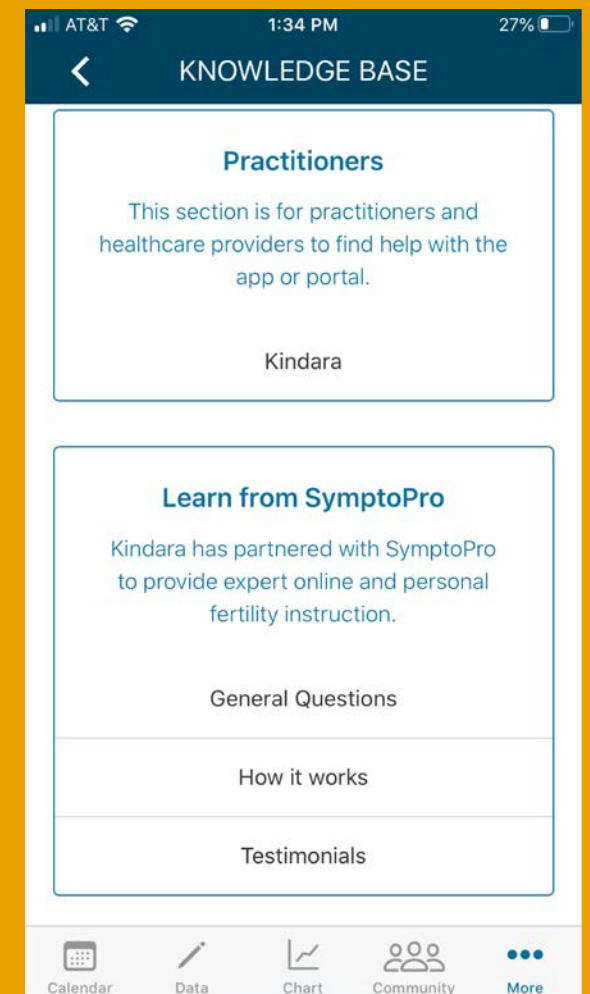 AT&T 1:34 PM 27%
KNOWLEDGE BASE
Practitioners
This section is for practitioners and
healthcare providers to find help with the
app or portal.
Kindara
Learn from SymptoPro
Kindara has partnered with SymptoPro
to provide expert online and personal
fertility instruction.
General Questions
How it works
Testimonials
Calendar Data Chart Community More